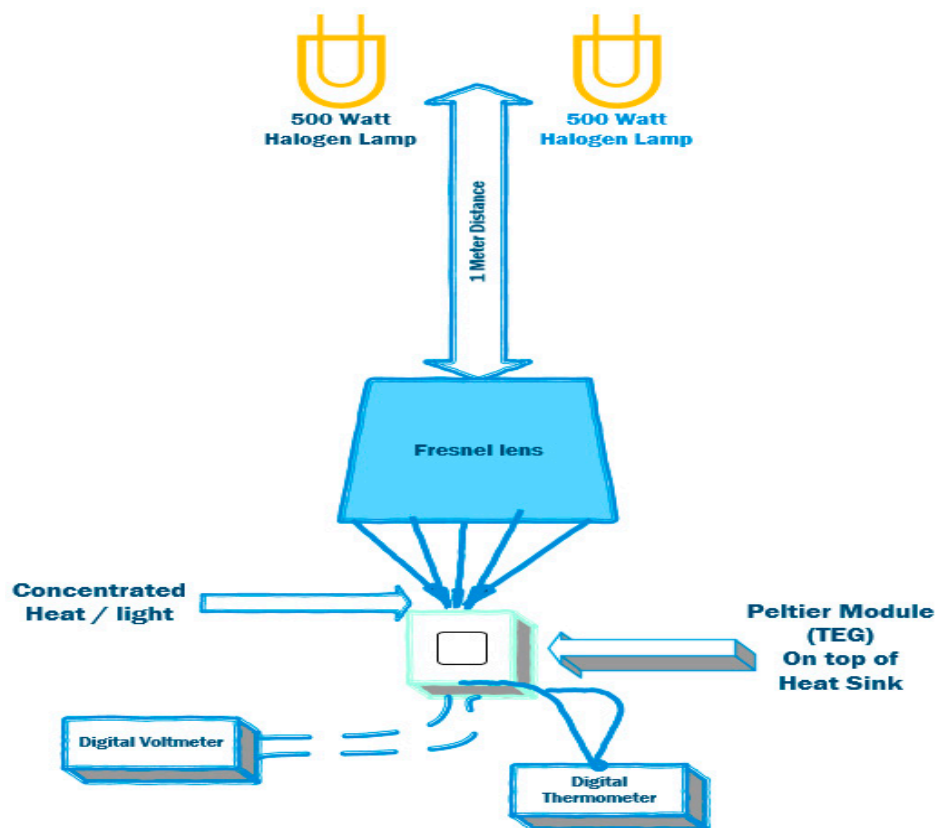 500 Watt
Halogen Lamp
500 Watt
Halogen Lamp
1 Meter Distance
Fresnel lens
Concentrated
Heat / light
Peltier Module
(TEG)
On top of
Heat Sink
Digital Voltmeter
Digital
Thermometer